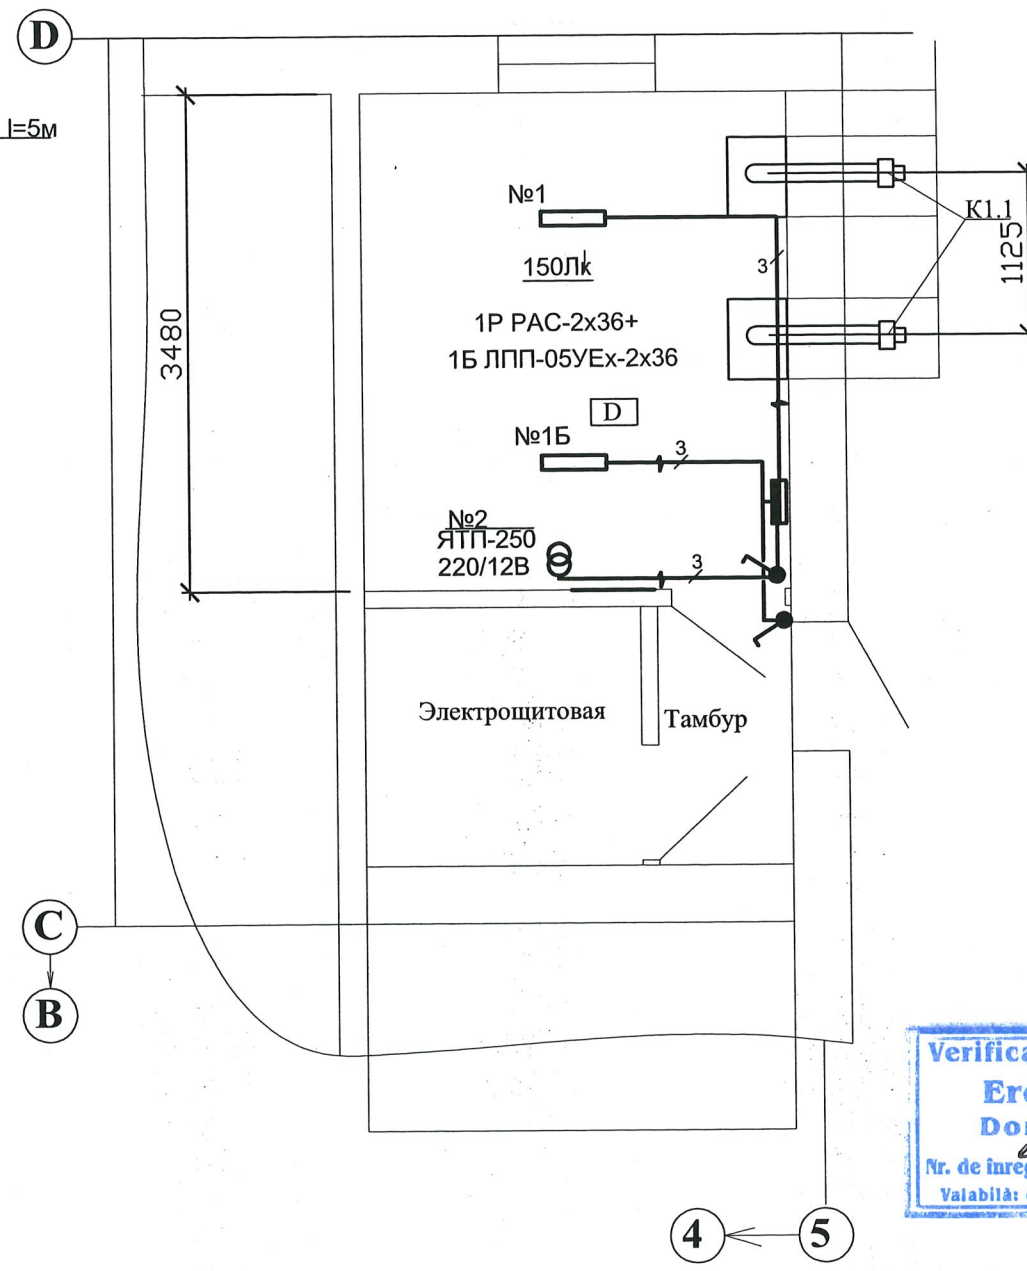 D
l=5м
№1
К1.1
3
150Лк
1125
3480
1Р РАС-2х36+
1Б ЛПП-05УЕх-2х36
D
№1Б
3
№2
ЯТП-250
220/12В
3
Электрощитовая
Тамбур
C
B
Nr. de înreg
Valabilă:
4
5